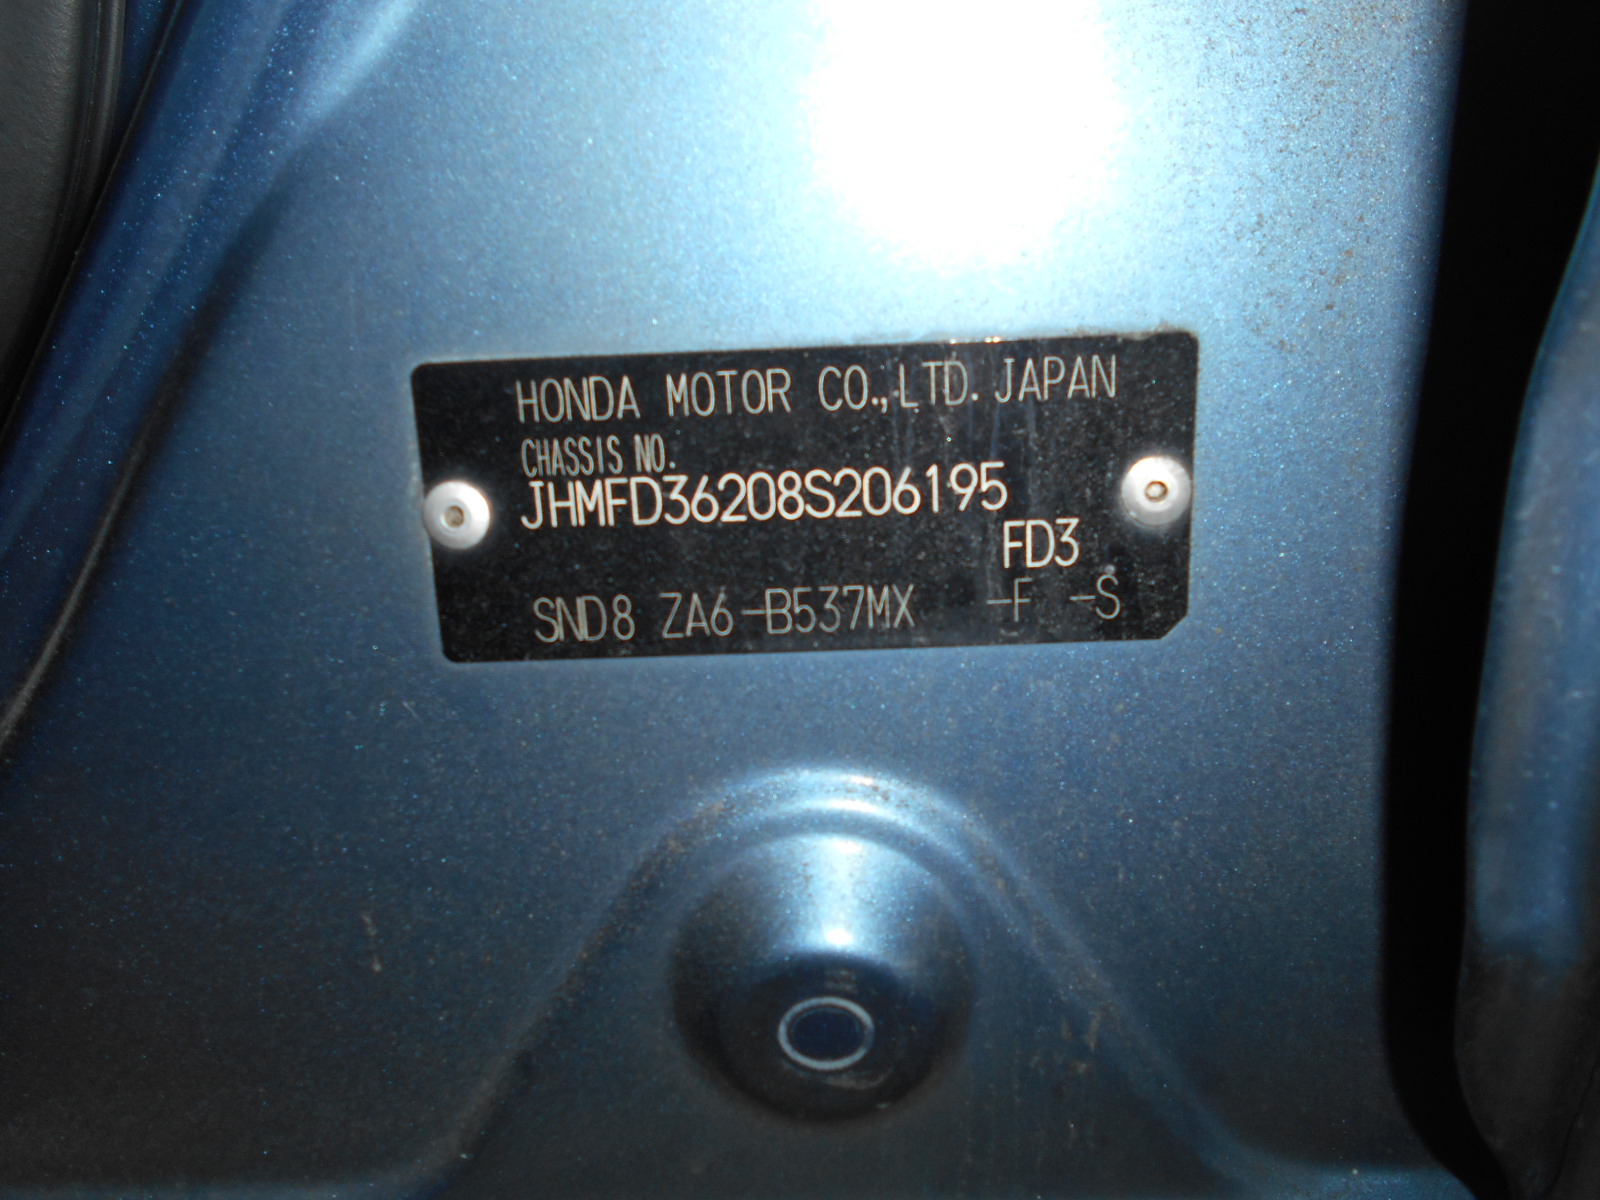 HONDA MOTOR CO.,LTD. JAPAN
CHASSIS NO.
JHMFD36208S206195
FD3
SND8 ZA6-B537MX -F -S